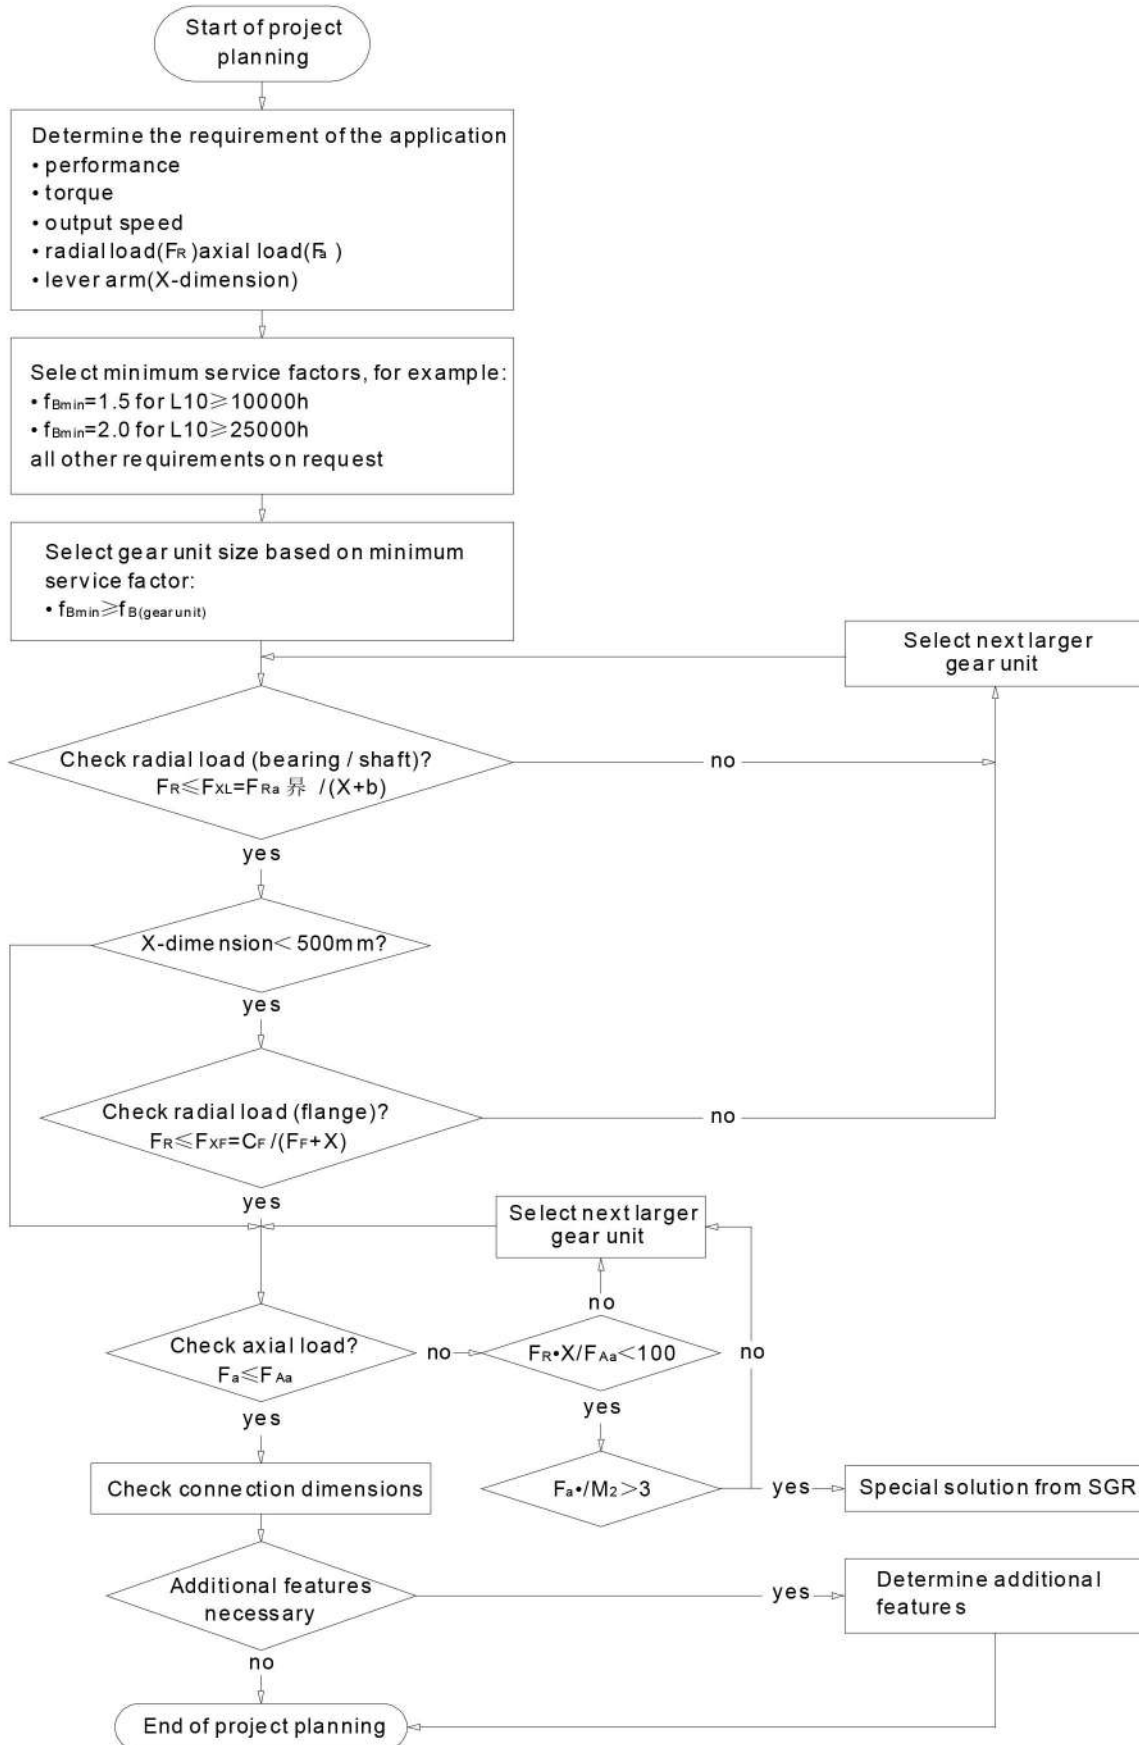 Start of project
planning
Determine the requirement of the application
• performance
• torque
• output speed
• radial load(FR)axial load(Fa)
• lever arm(X-dimension)
Select minimum service factors, for example:
• fBmin=1.5 for L10≥10000h
• fBmin=2.0 for L10≥25000h
all other requirements on request
Select gear unit size based on minimum
service factor:
• fBmin≥fB(gear unit)
Select next larger
gear unit
Check radial load (bearing / shaft)?
FR≤FXL=FRa 昇 /(X+b)
no
yes
X-dimension<500mm?
yes
Check radial load (flange)?
FR≤FXF=CF/(FF+X)
no
yes
Select next larger
gear unit
no
Check axial load?
Fa≤FAa
no
FR•X/FAa<100
no
yes
yes
Check connection dimensions
Fa•/M2>3
yes
Special solution from SGR
Additional features
necessary
yes
Determine additional
features
no
End of project planning